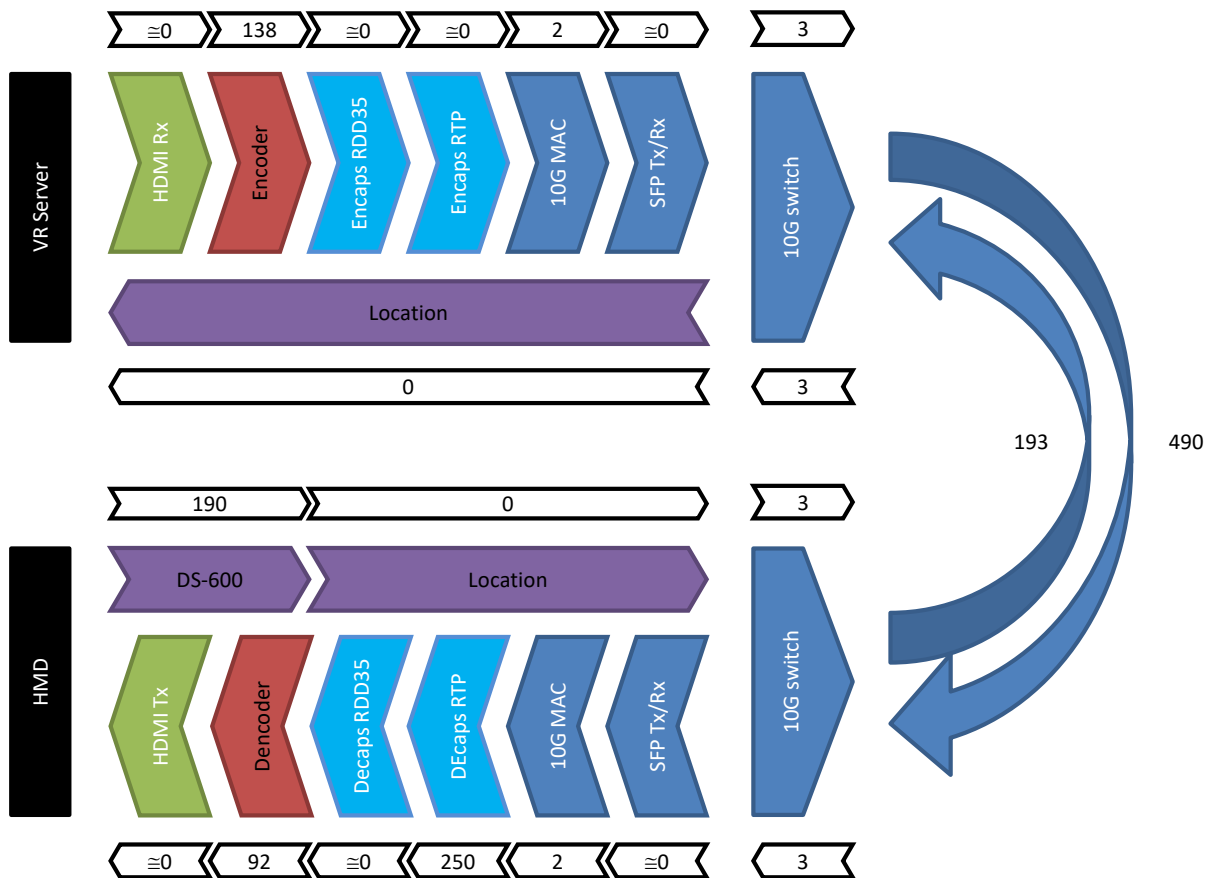 ≅0
138
≅0
≅0
2
≅0
3
VR Server
HDMI Rx
Encoder
Encaps RDD35
Encaps RTP
10G MAC
SFP Tx/Rx
10G switch
Location
0
3
193
490
190
0
3
HMD
DS-600
Location
HDMI Tx
Dencoder
Decaps RDD35
DEcaps RTP
10G MAC
SFP Tx/Rx
10G switch
≅0
92
≅0
250
2
≅0
3